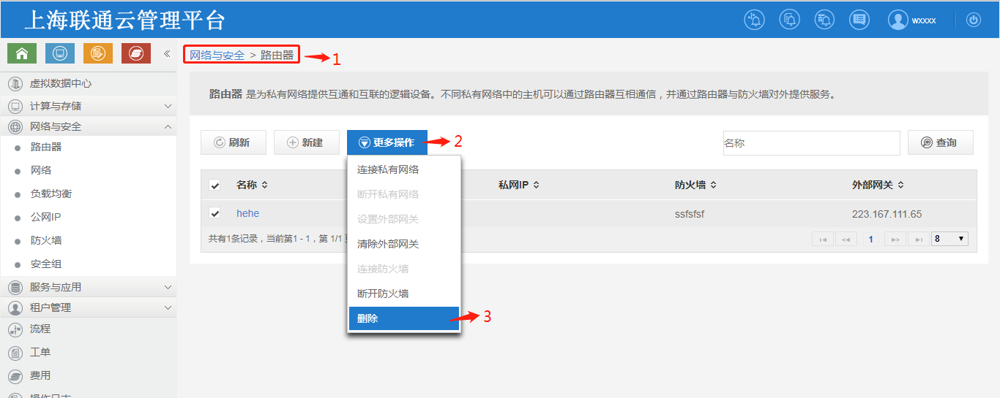 上海联通云管理平台
wxxxx
网络与安全 > 路由器
1
虚拟数据中心
计算与存储
网络与安全
路由器
网络
负载均衡
公网IP
防火墙
安全组
服务与应用
租户管理
流程
工单
费用
操作日志
路由器 是为私有网络提供互通和互联的逻辑设备。不同私有网络中的主机可以通过路由器互相通信，并通过路由器与防火墙对外提供服务。
刷新 新建 更多操作 2 名称 查询
连接私有网络
断开私有网络
设置外部网关
清除外部网关
连接防火墙
断开防火墙
删除 3
名称 私网IP 防火墙 外部网关
hehe ssfsfsf 223.167.111.65
共有1条记录，当前第1 - 1，第 1/1 1 8